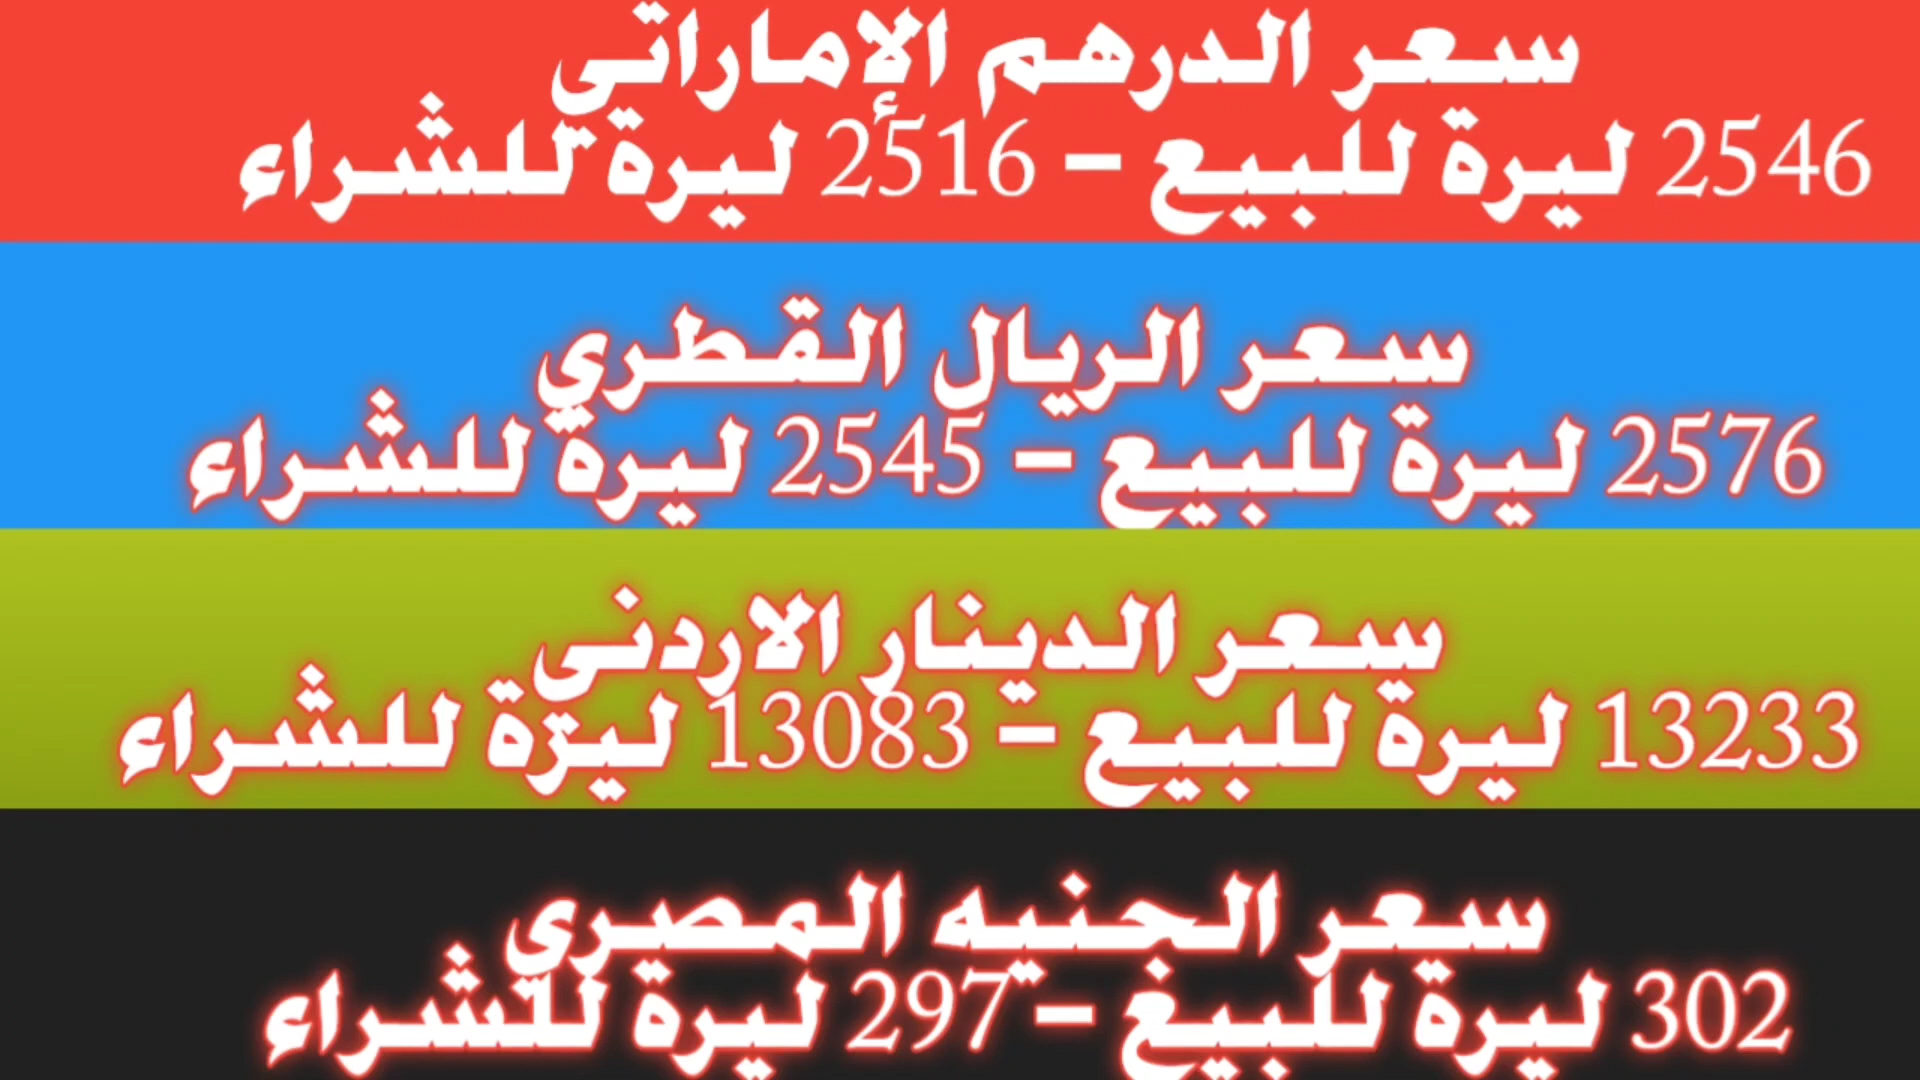 سعر الدرهم الإماراتي
2546 ليرة للبيع – 2516 ليرة للشراء
سعر الريال القطري
2576 ليرة للبيع – 2545 ليرة للشراء
سعر الدينار الاردني
13233 ليرة للبيع – 13083 ليرة للشراء
سعر الجنيه المصري
302 ليرة للبيع – 297 ليرة للشراء